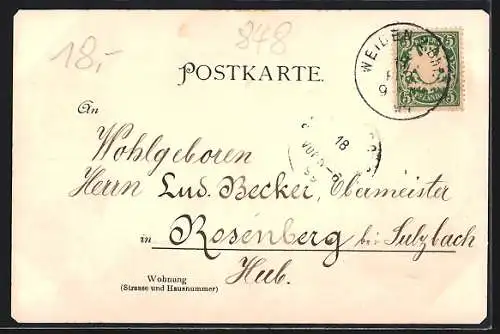 18.-
848
POSTKARTE.
WEIDEN
An
Wohlgeboren
Herrn Lud. Becker, Obermeister
in Rosenberg bei Sulzbach
Hub.
18
Wohnung
(Strasse und Hausnummer)